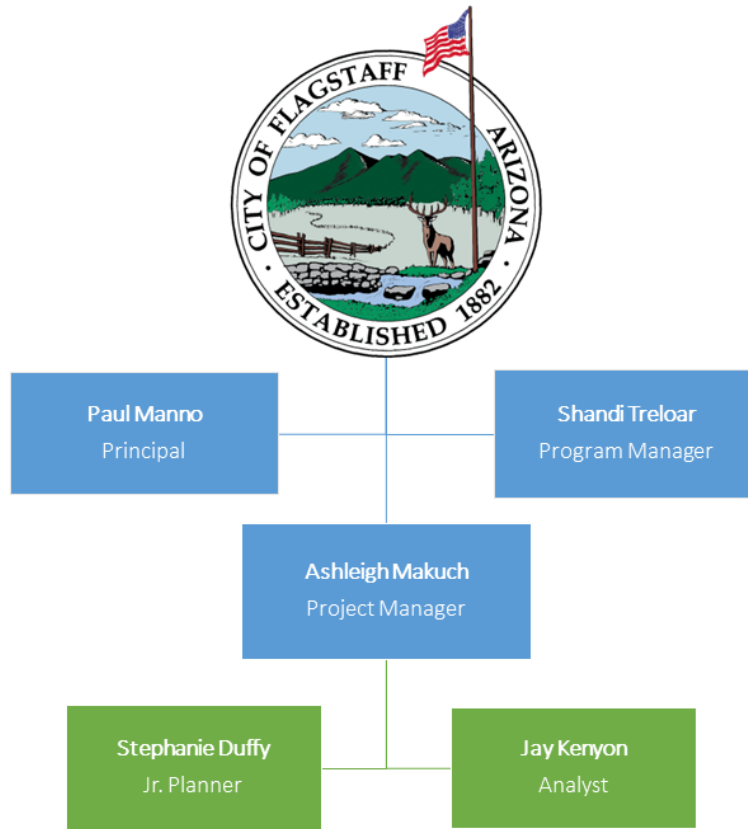 CITY OF FLAGSTAFF ARIZONA
· ESTABLISHED 1882 ·
Paul Manno
Principal
Shandi Treloar
Program Manager
Ashleigh Makuch
Project Manager
Stephanie Duffy
Jr. Planner
Jay Kenyon
Analyst